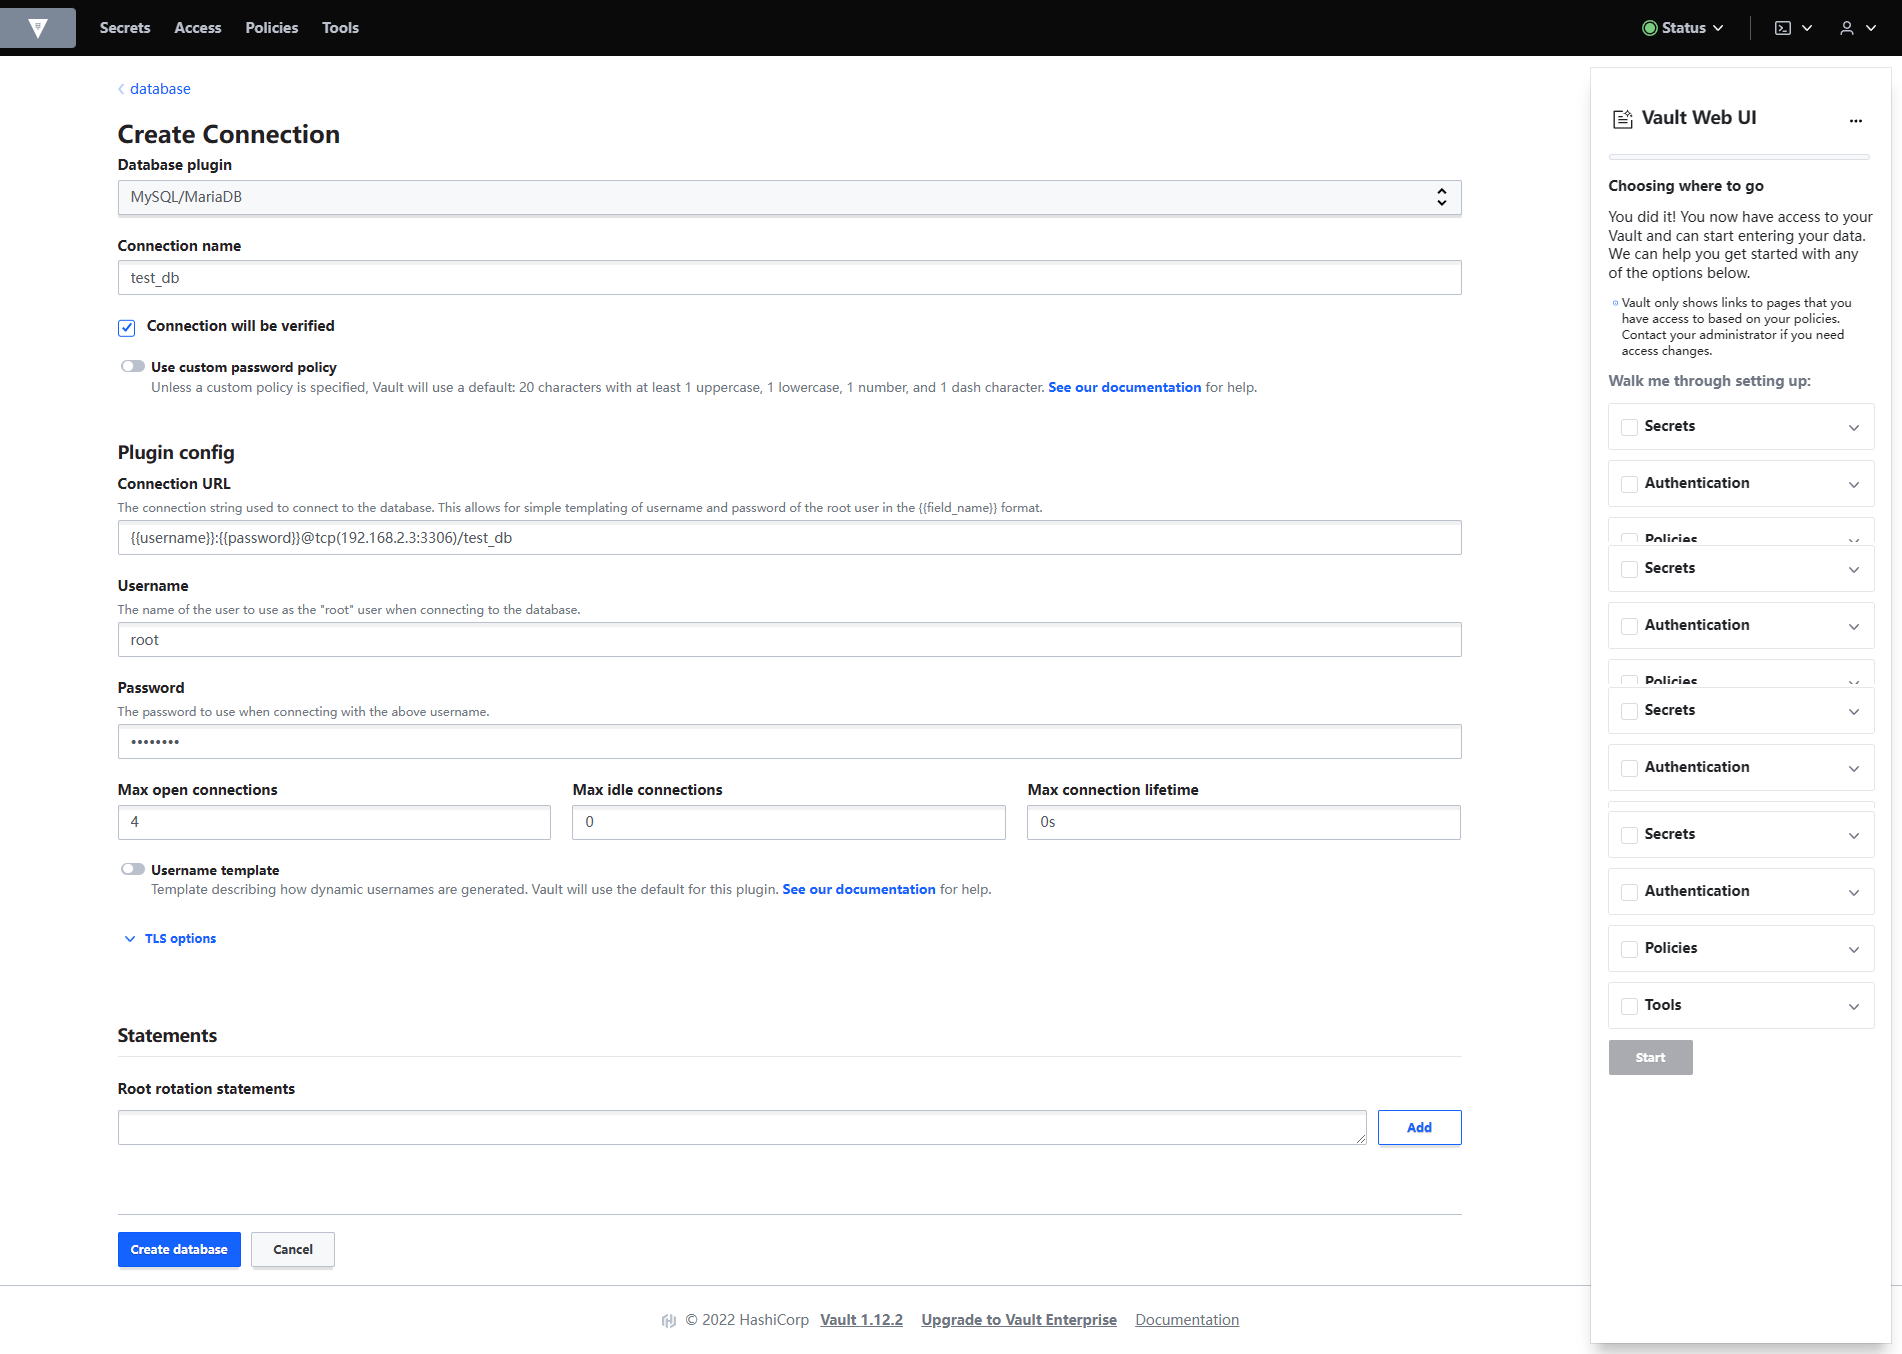 Secrets Access Policies Tools Status
database
Create Connection
Database plugin
MySQL/MariaDB
Connection name
test_db
Connection will be verified
Use custom password policy
Unless a custom policy is specified, Vault will use a default: 20 characters with at least 1 uppercase, 1 lowercase, 1 number, and 1 dash character. See our documentation for help.
Plugin config
Connection URL
The connection string used to connect to the database. This allows for simple templating of username and password of the root user in the {{field_name}} format.
{{username}}:{{password}}@tcp(192.168.2.3:3306)/test_db
Username
The name of the user to use as the "root" user when connecting to the database.
root
Password
The password to use when connecting with the above username.
••••••••
Max open connections Max idle connections Max connection lifetime
4 0 0s
Username template
Template describing how dynamic usernames are generated. Vault will use the default for this plugin. See our documentation for help.
TLS options
Statements
Root rotation statements
Add
Create database Cancel
© 2022 HashiCorp Vault 1.12.2 Upgrade to Vault Enterprise Documentation
Vault Web UI
Choosing where to go
You did it! You now have access to your
Vault and can start entering your data.
We can help you get started with any
of the options below.
Vault only shows links to pages that you
have access to based on your policies.
Contact your administrator if you need
access changes.
Walk me through setting up:
Secrets
Authentication
Policies
Secrets
Authentication
Policies
Secrets
Authentication
Secrets
Authentication
Policies
Tools
Start